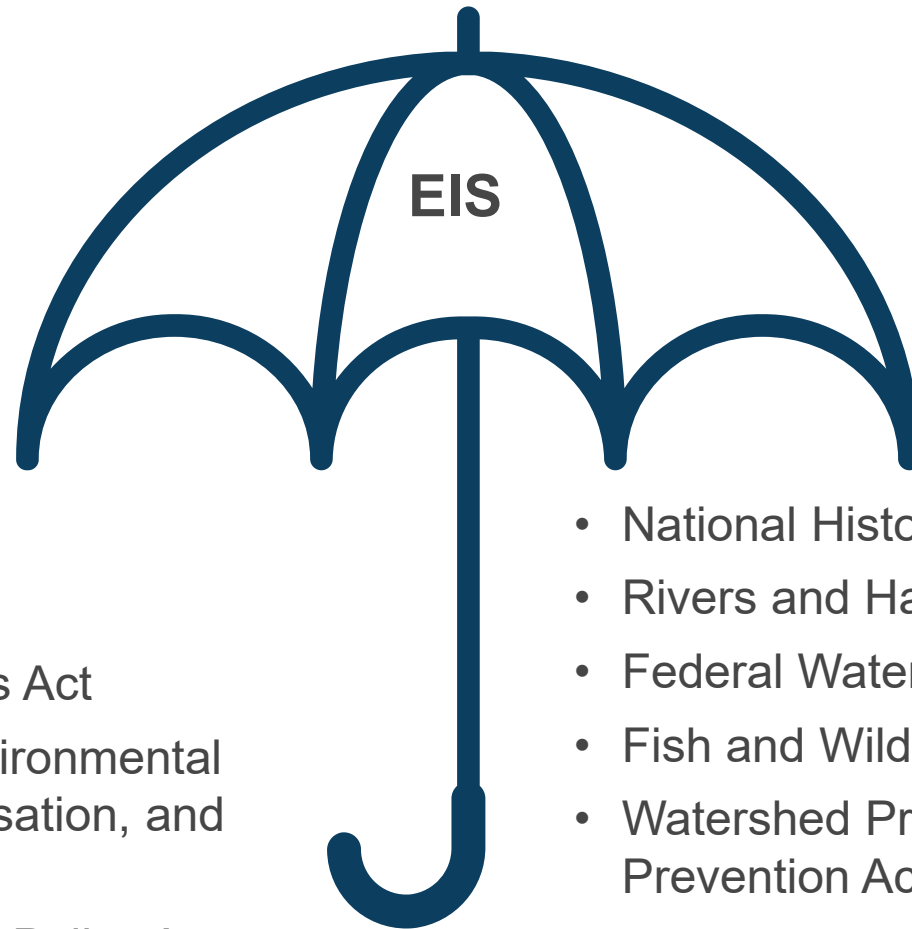 EIS
s Act
ironmental
sation, and
• National Histo
• Rivers and Ha
• Federal Water
• Fish and Wild
• Watershed Pr
Prevention Ac